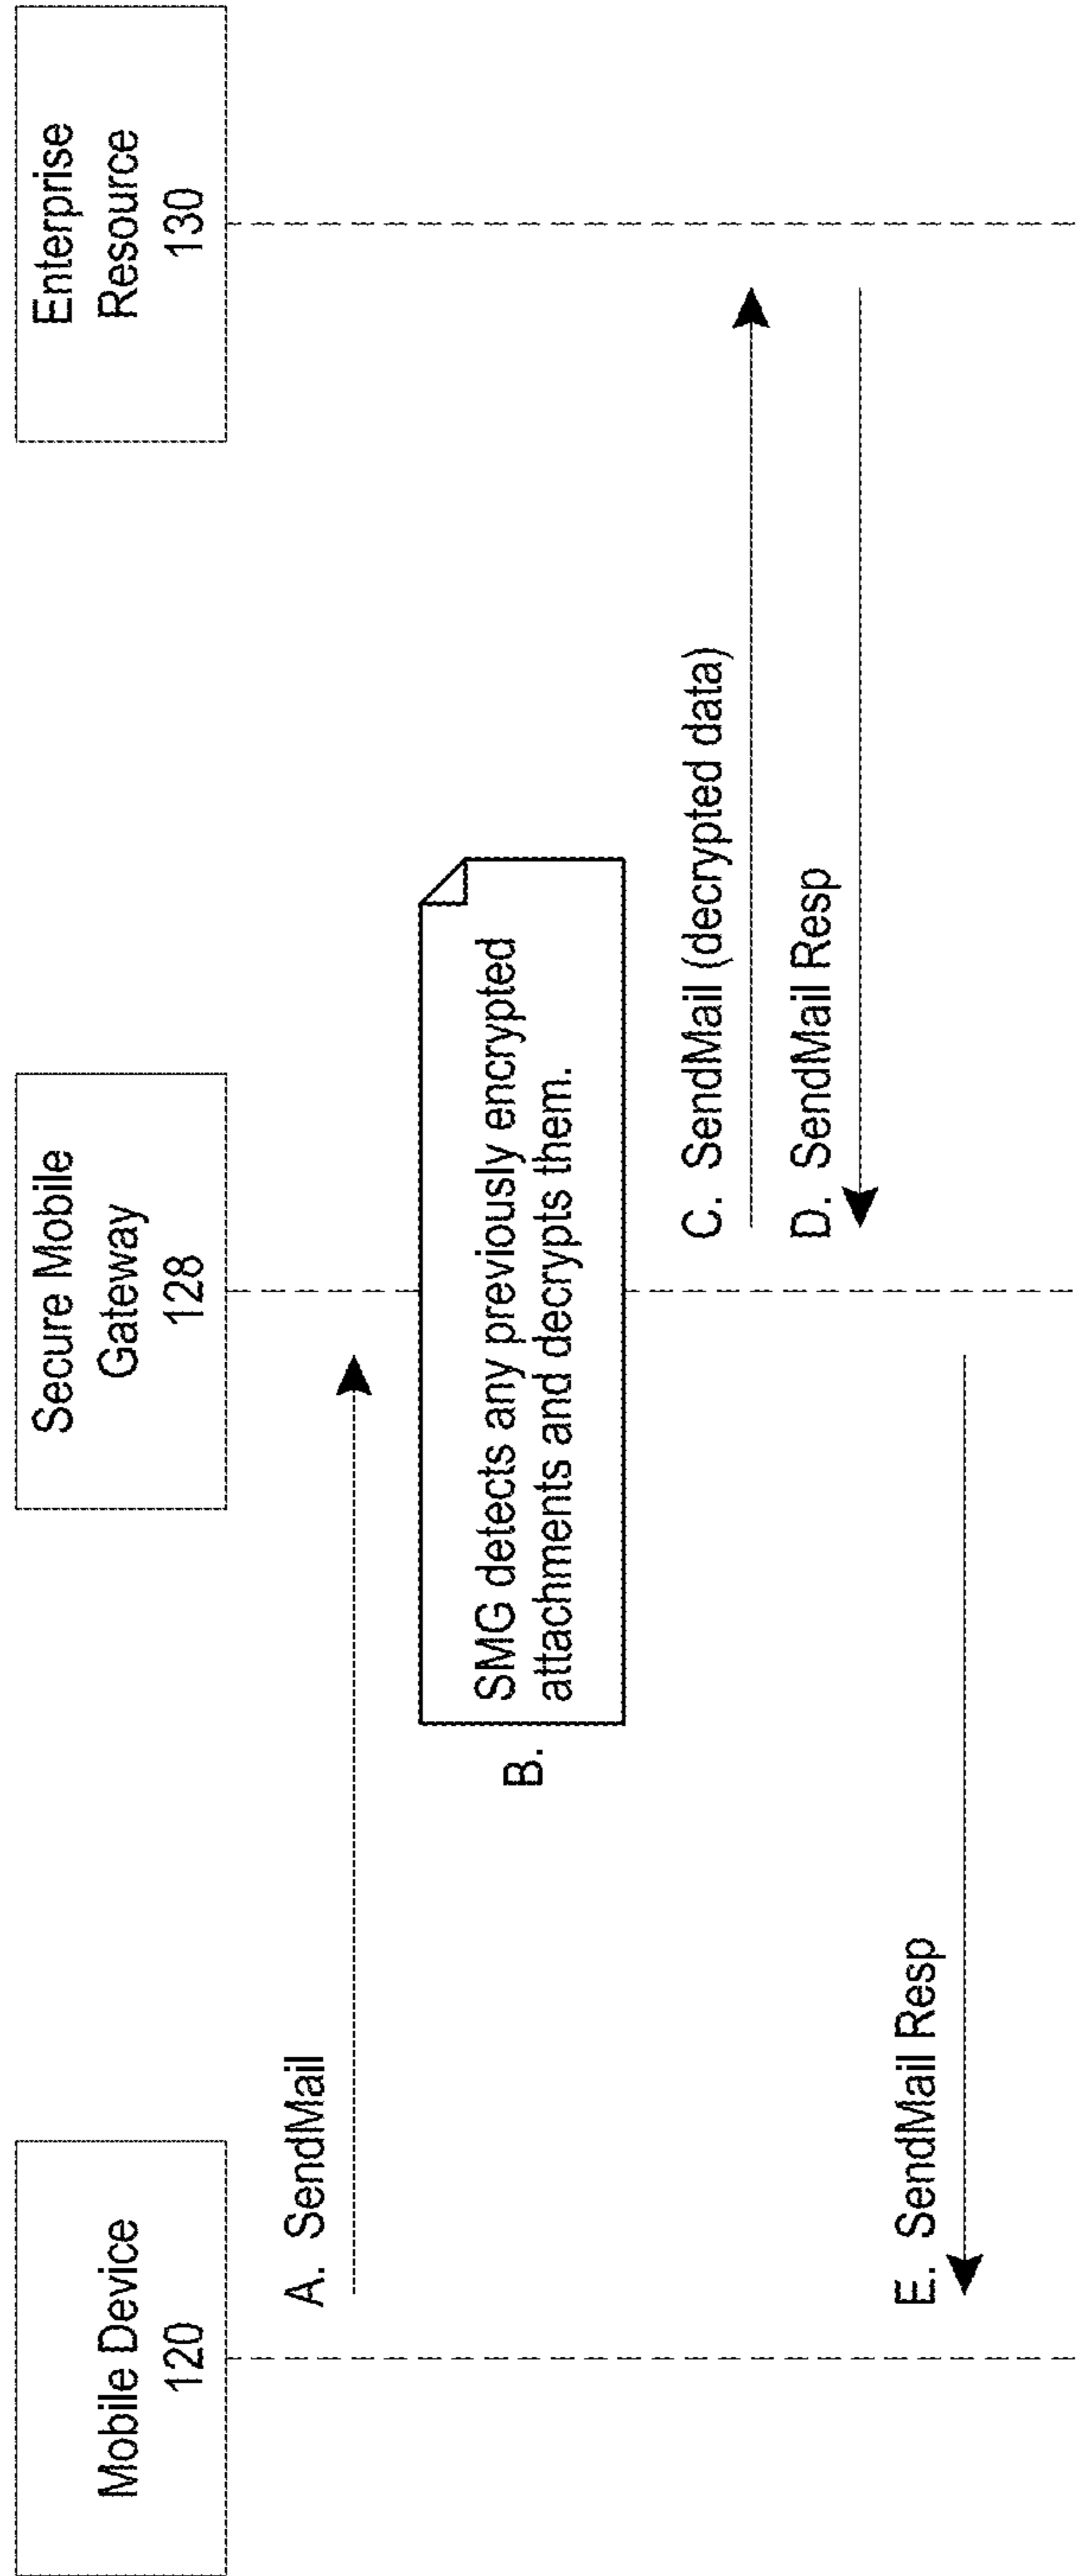 Mobile Device
120
Secure Mobile
Gateway
128
Enterprise
Resource
130
A. SendMail
B.
SMG detects any previously encrypted
attachments and decrypts them.
C. SendMail (decrypted data)
D. SendMail Resp
E. SendMail Resp